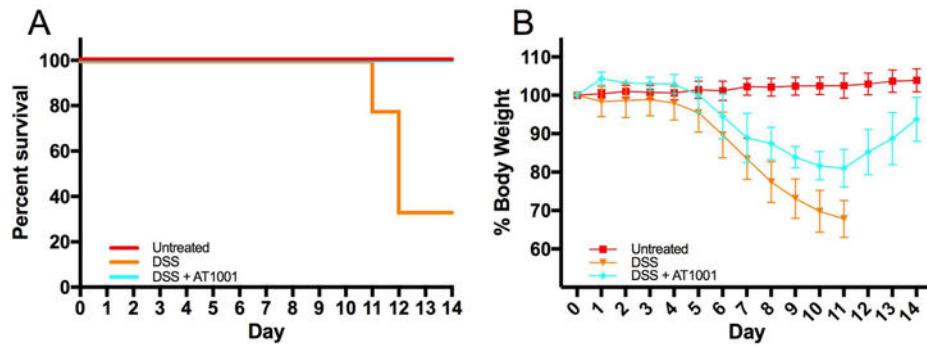 A
Percent survival
100
80
60
40
20
0
Untreated
DSS
DSS + AT1001
0 1 2 3 4 5 6 7 8 9 10 11 12 13 14
Day
B
% Body Weight
110
100
90
80
70
60
Untreated
DSS
DSS + AT1001
0 1 2 3 4 5 6 7 8 9 10 11 12 13 14
Day